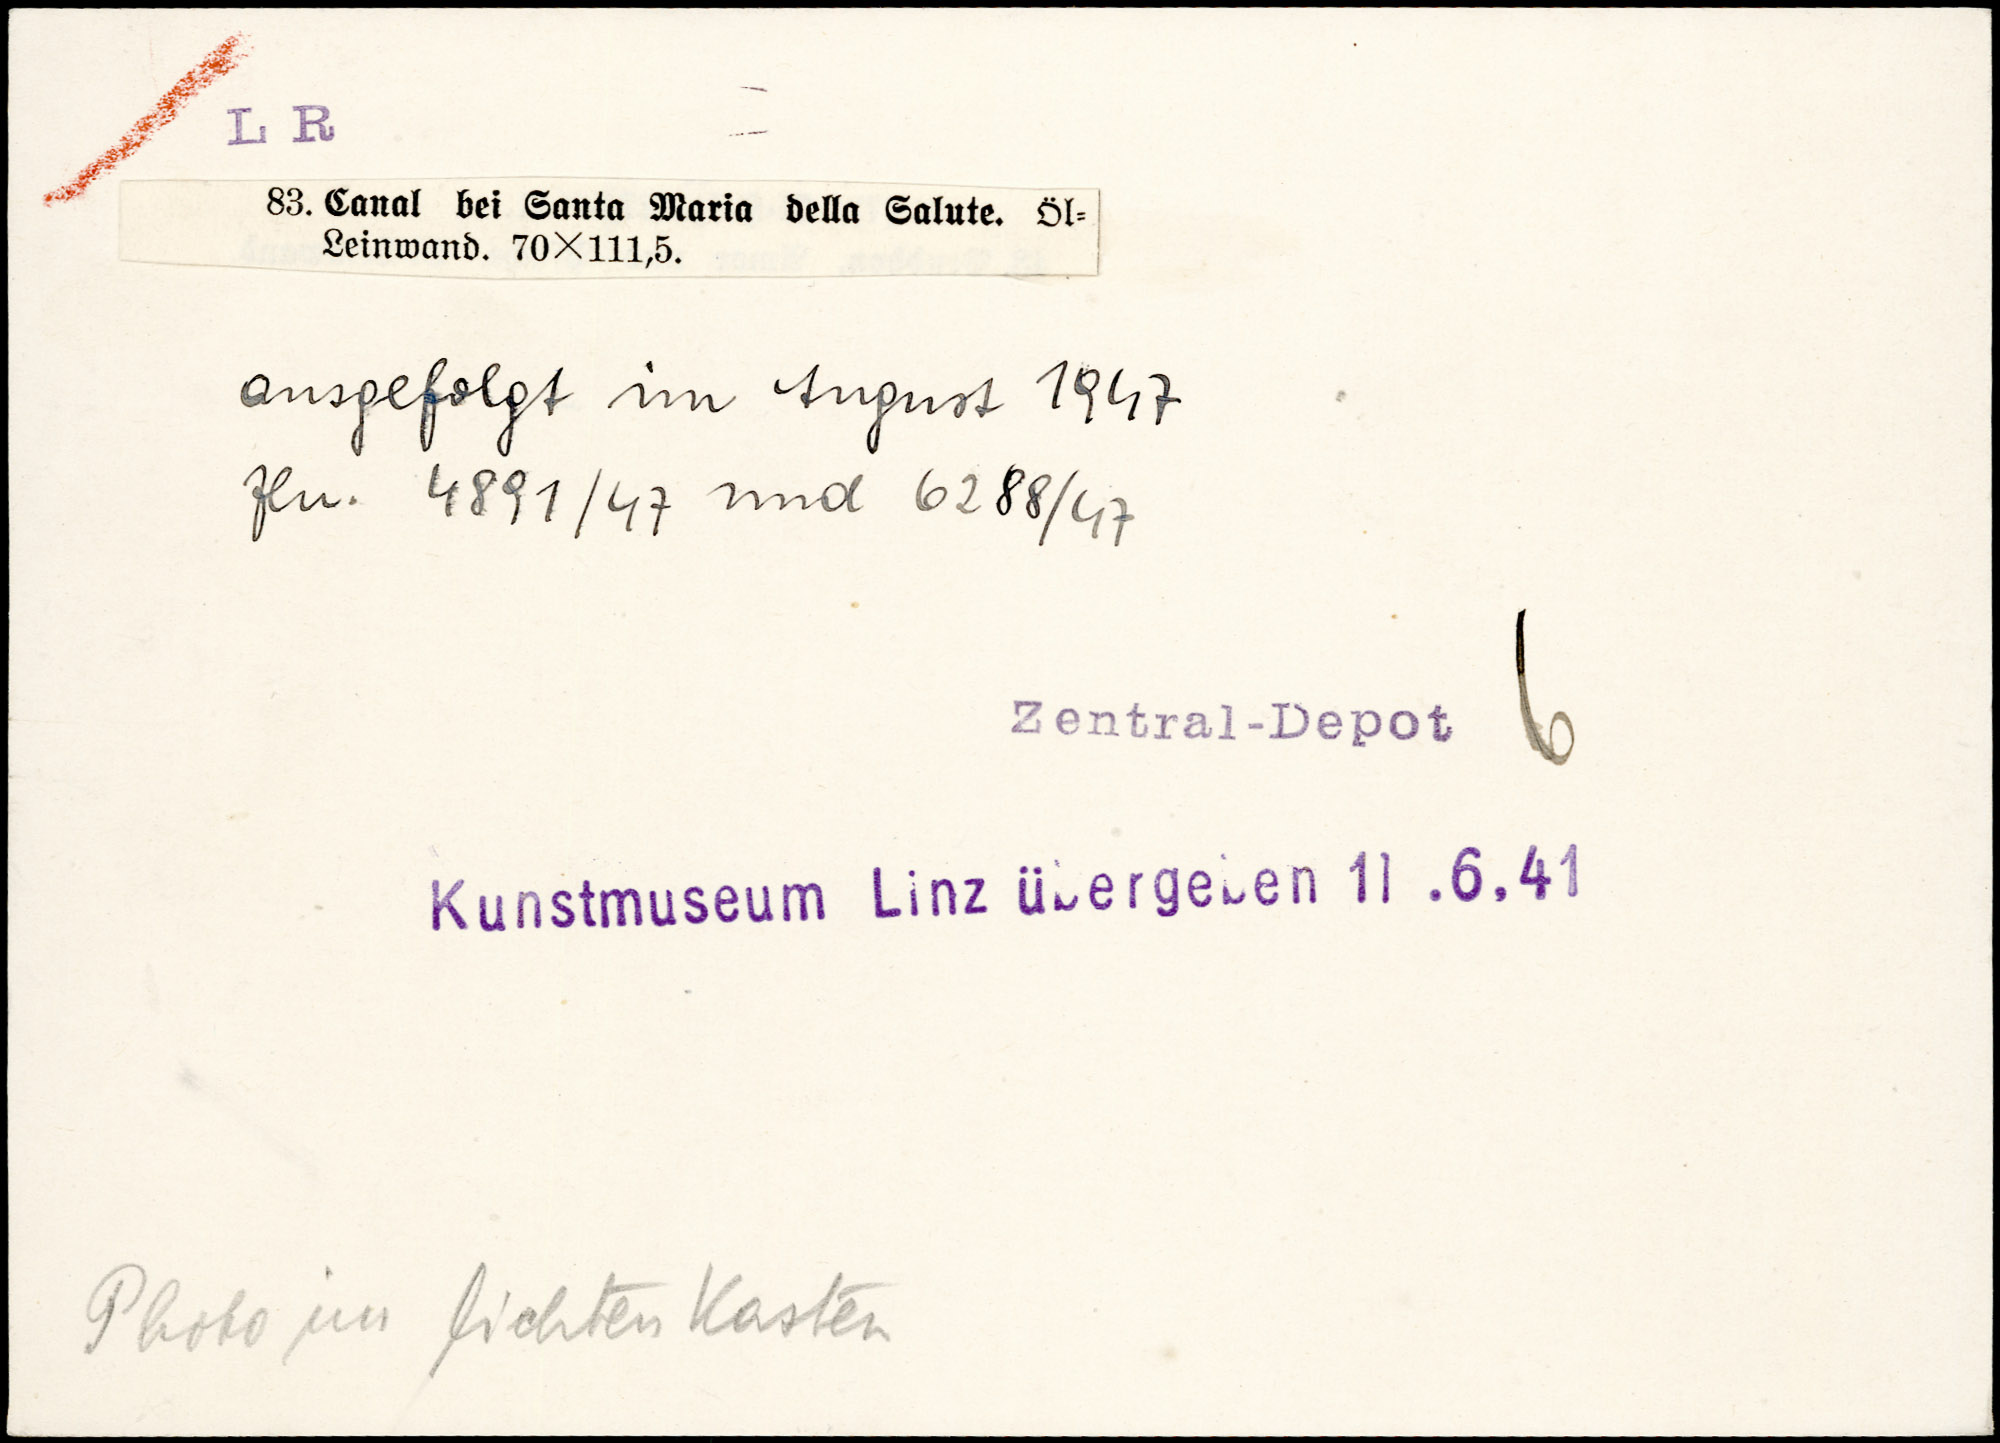 L R
83. Canal bei Santa Maria della Salute. Öl-
Leinwand. 70×111,5.
ausgefolgt im August 1947
Zln. 4891/47 und 6288/47
Zentral-Depot 6
Kunstmuseum Linz übergeben 11.6.41
Photo im fichten Kasten